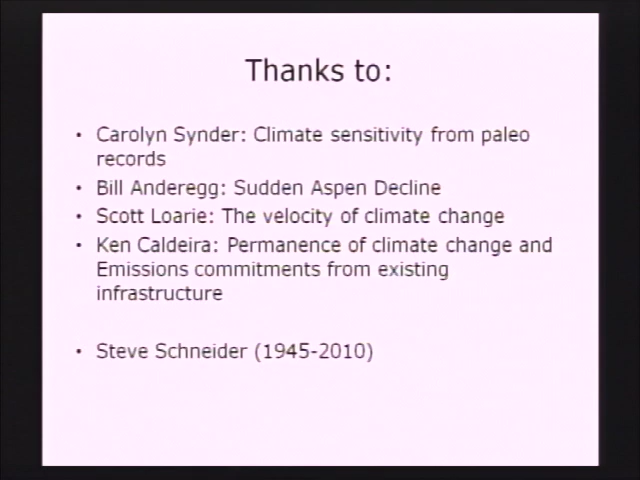 Thanks to:
• Carolyn Synder: Climate sensitivity from paleo
records
• Bill Anderegg: Sudden Aspen Decline
• Scott Loarie: The velocity of climate change
• Ken Caldeira: Permanence of climate change and
Emissions commitments from existing
infrastructure
• Steve Schneider (1945-2010)